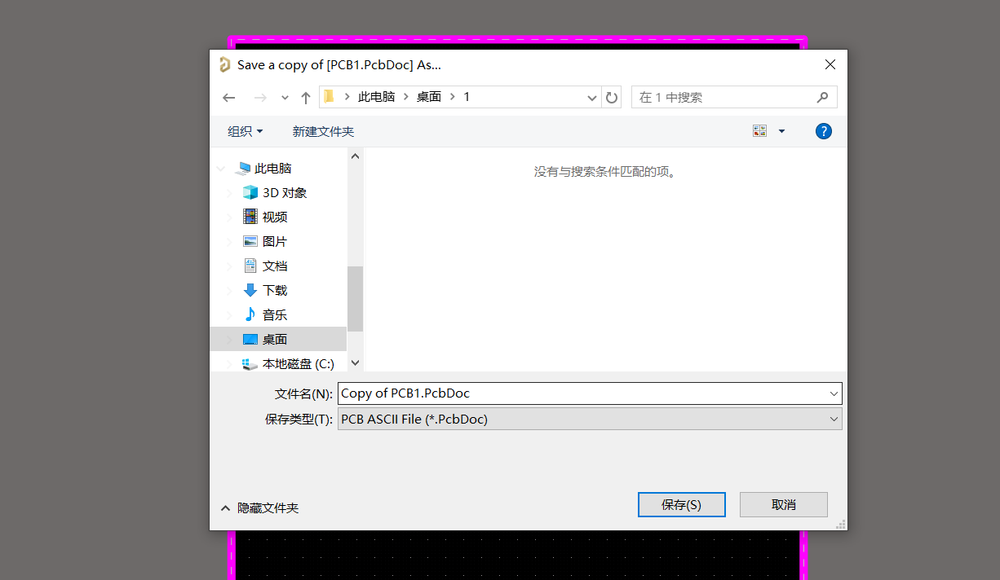 Save a copy of [PCB1.PcbDoc] As...
此电脑 桌面 1
在 1 中搜索
组织 新建文件夹
?
此电脑
3D 对象
视频
图片
文档
下载
音乐
桌面
本地磁盘 (C:)
没有与搜索条件匹配的项。
文件名(N): Copy of PCB1.PcbDoc
保存类型(T): PCB ASCII File (*.PcbDoc)
隐藏文件夹
保存(S) 取消